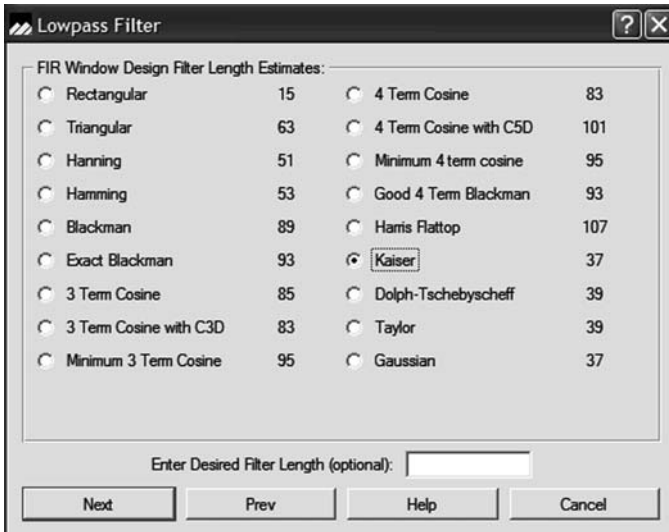 Lowpass Filter
FIR Window Design Filter Length Estimates:
Rectangular 15
Triangular 63
Hanning 51
Hamming 53
Blackman 89
Exact Blackman 93
3 Term Cosine 85
3 Term Cosine with C3D 83
Minimum 3 Term Cosine 95
4 Term Cosine 83
4 Term Cosine with C5D 101
Minimum 4 term cosine 95
Good 4 Term Blackman 93
Harris Flattop 107
Kaiser 37
Dolph-Tschebyscheff 39
Taylor 39
Gaussian 37
Enter Desired Filter Length (optional):
Next Prev Help Cancel